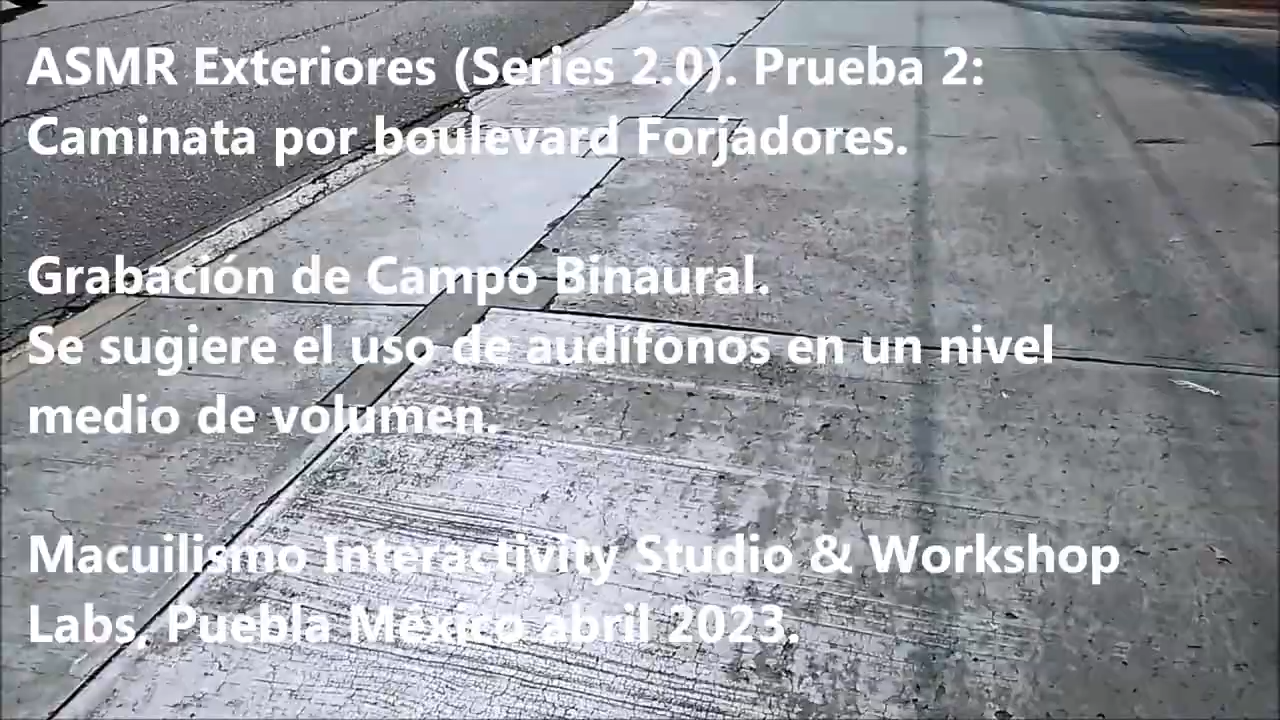 ASMR Exteriores (Series 2.0). Prueba 2:
Caminata por boulevard Forjadores.
Grabación de Campo Binaural.
Se sugiere el uso de audífonos en un nivel
medio de volumen.
Macuilismo Interactivity Studio & Workshop
Labs, Puebla México abril 2023.